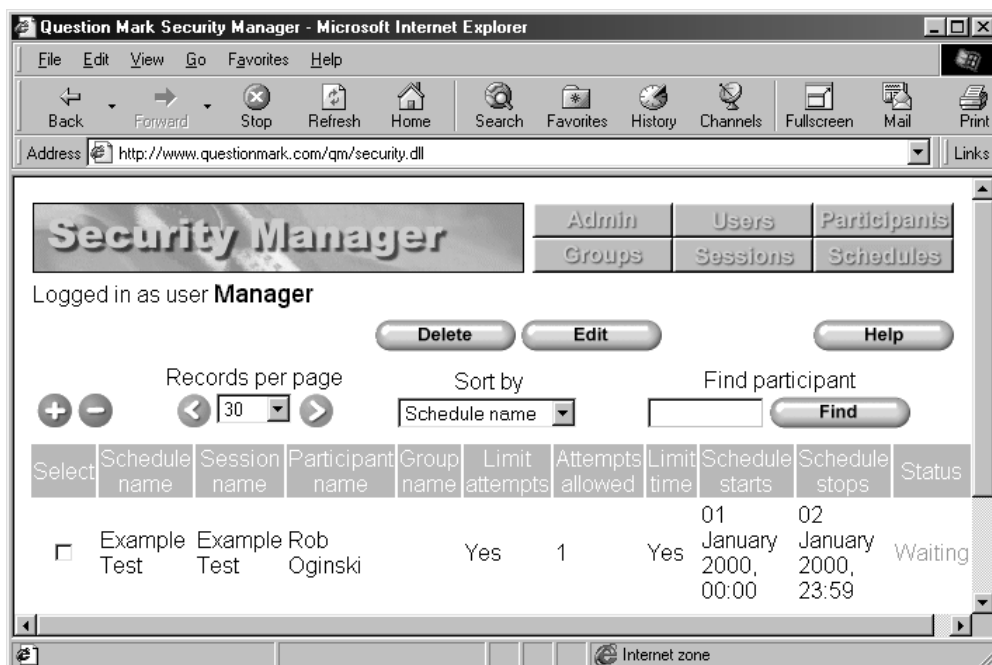 Question Mark Security Manager - Microsoft Internet Explorer
File Edit View Go Favorites Help
Back Forward Stop Refresh Home Search Favorites History Channels Fullscreen Mail Print
Address http://www.questionmark.com/qm/security.dll Links
Security Manager
Admin Users Participants
Groups Sessions Schedules
Logged in as user Manager
Delete Edit Help
Records per page Sort by Find participant
30 Schedule name Find
Select Schedule name Session name Participant name Group name Limit attempts Attempts allowed Limit time Schedule starts Schedule stops Status
Example Test Example Test Rob Oginski Yes 1 Yes 01 January 2000, 00:00 02 January 2000, 23:59 Waiting
Internet zone